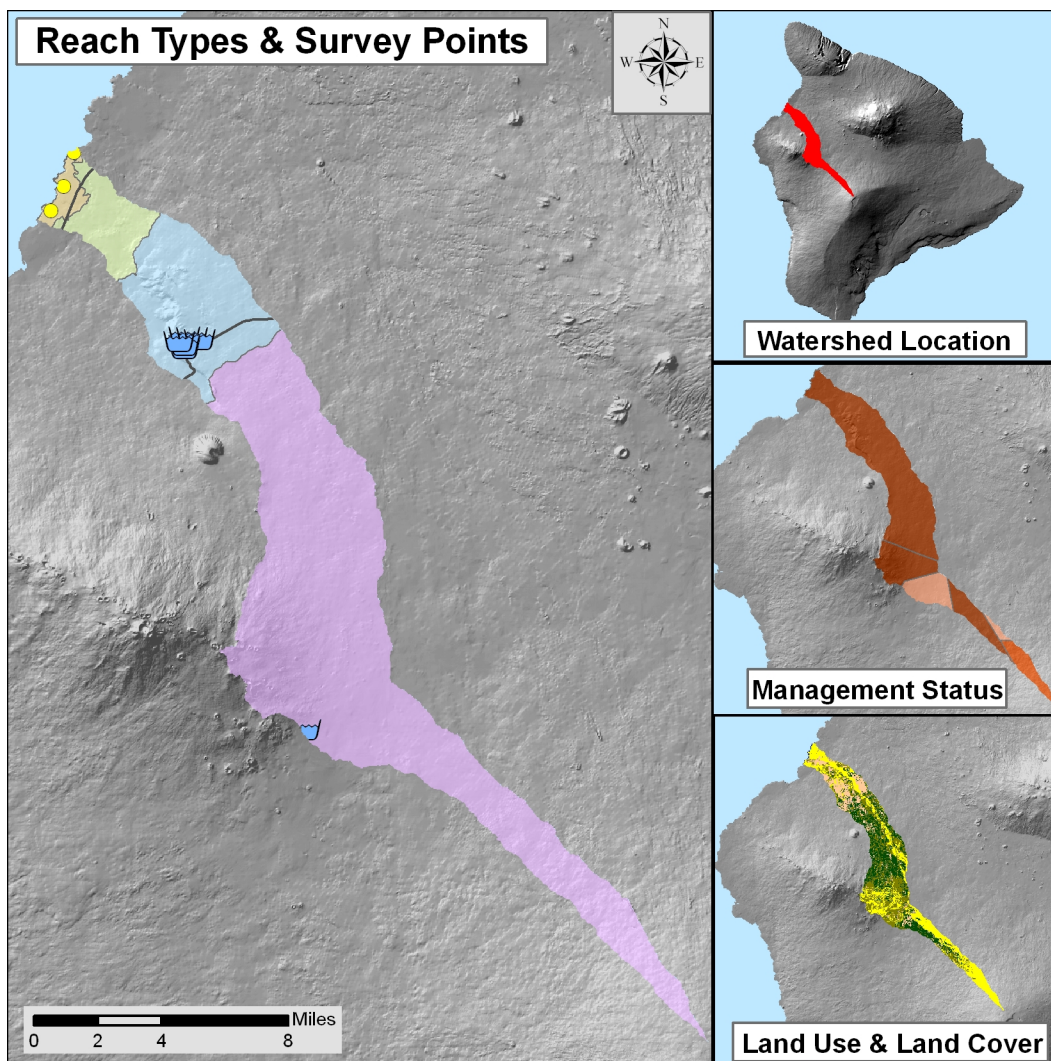 Reach Types & Survey Points
N
W E
S
Watershed Location
Management Status
Land Use & Land Cover
Miles
0 2 4 8